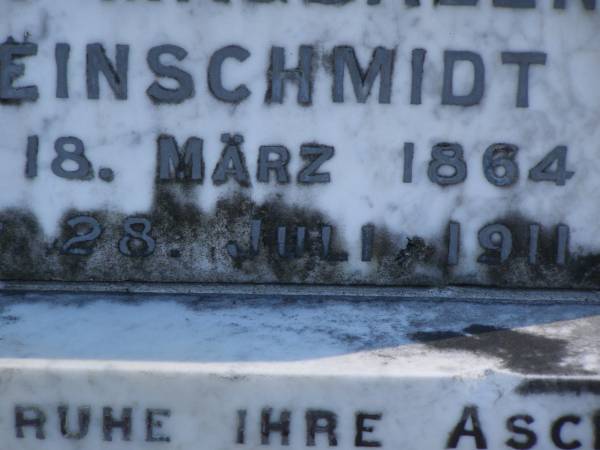 EINSCHMIDT
18. MÄRZ 1864
28. JULI 1911
RUHE IHRE ASC